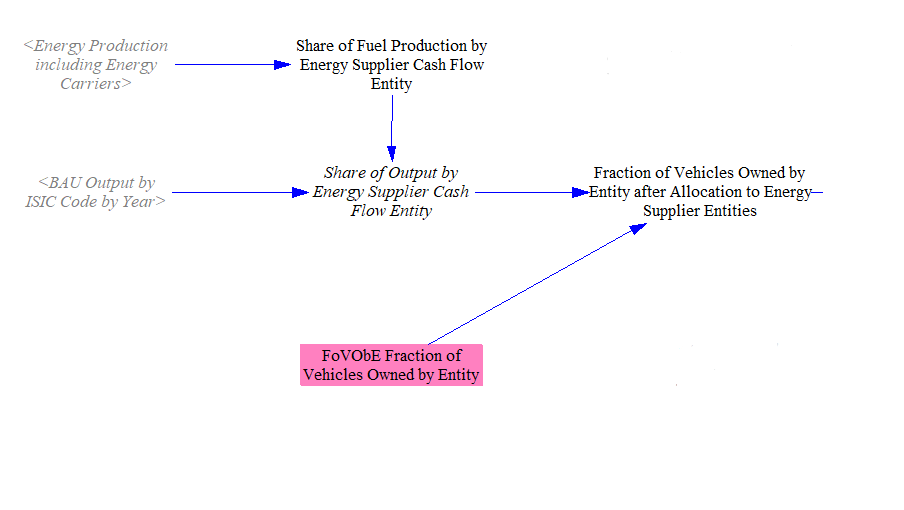 <Energy Production
including Energy
Carriers>
Share of Fuel Production by
Energy Supplier Cash Flow
Entity
<BAU Output by
ISIC Code by Year>
Share of Output by
Energy Supplier Cash
Flow Entity
Fraction of Vehicles Owned by
Entity after Allocation to Energy
Supplier Entities
FoVObE Fraction of
Vehicles Owned by Entity